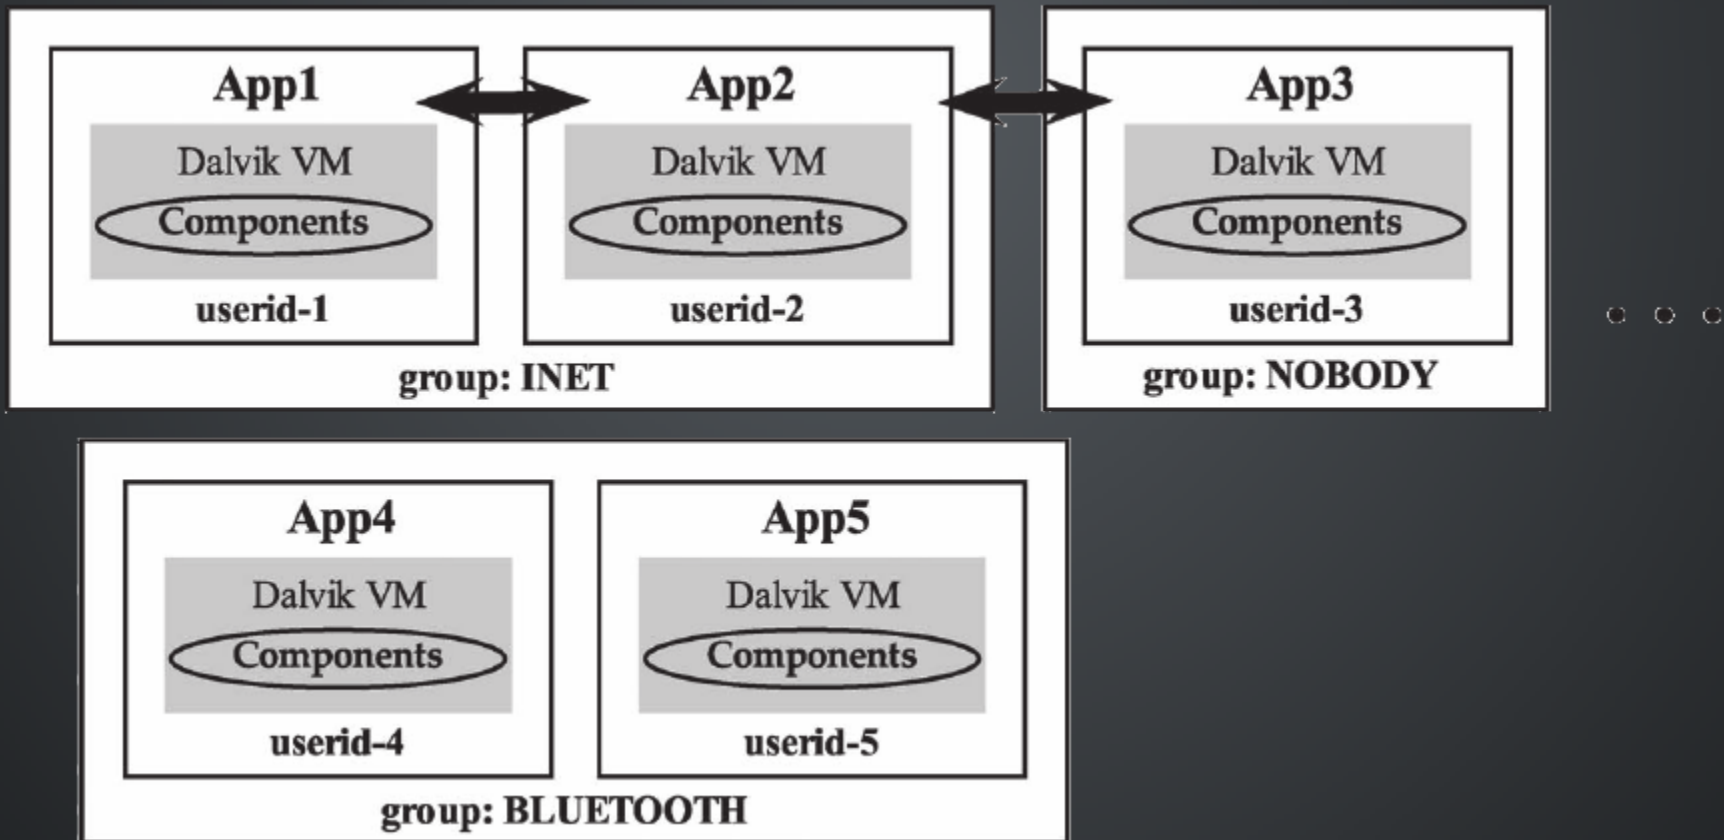 App1
Dalvik VM
Components
userid-1
App2
Dalvik VM
Components
userid-2
group: INET
App3
Dalvik VM
Components
userid-3
group: NOBODY
. . .
App4
Dalvik VM
Components
userid-4
App5
Dalvik VM
Components
userid-5
group: BLUETOOTH